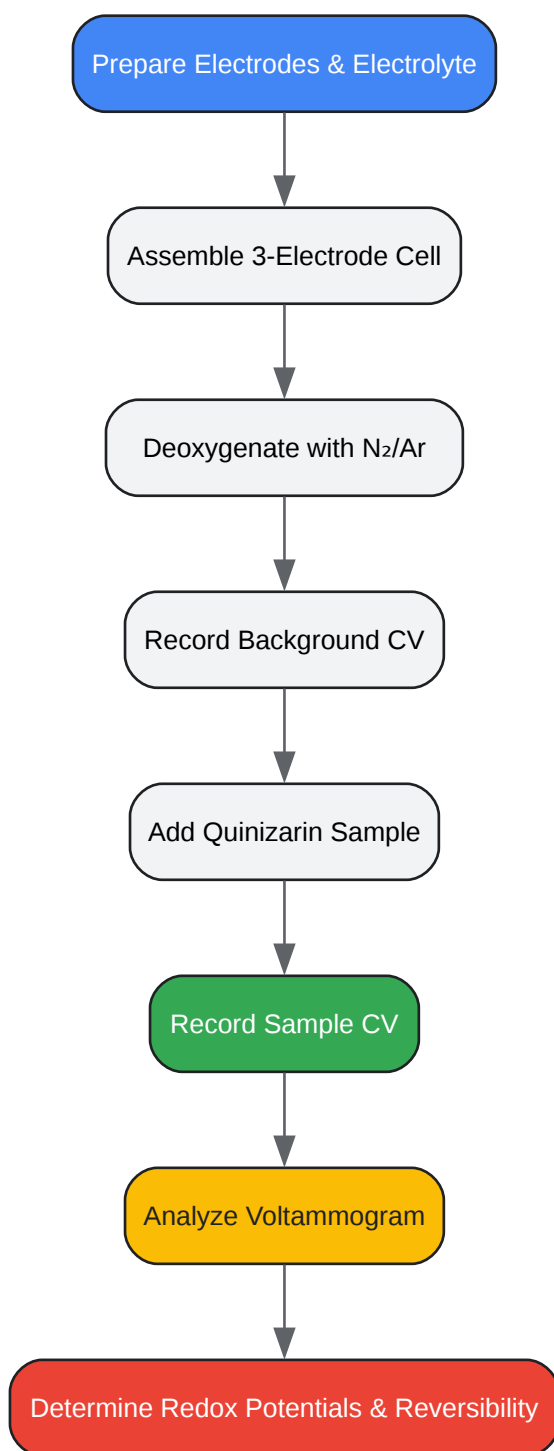 Prepare Electrodes & Electrolyte
Assemble 3-Electrode Cell
Deoxygenate with N₂/Ar
Record Background CV
Add Quinizarin Sample
Record Sample CV
Analyze Voltammogram
Determine Redox Potentials & Reversibility